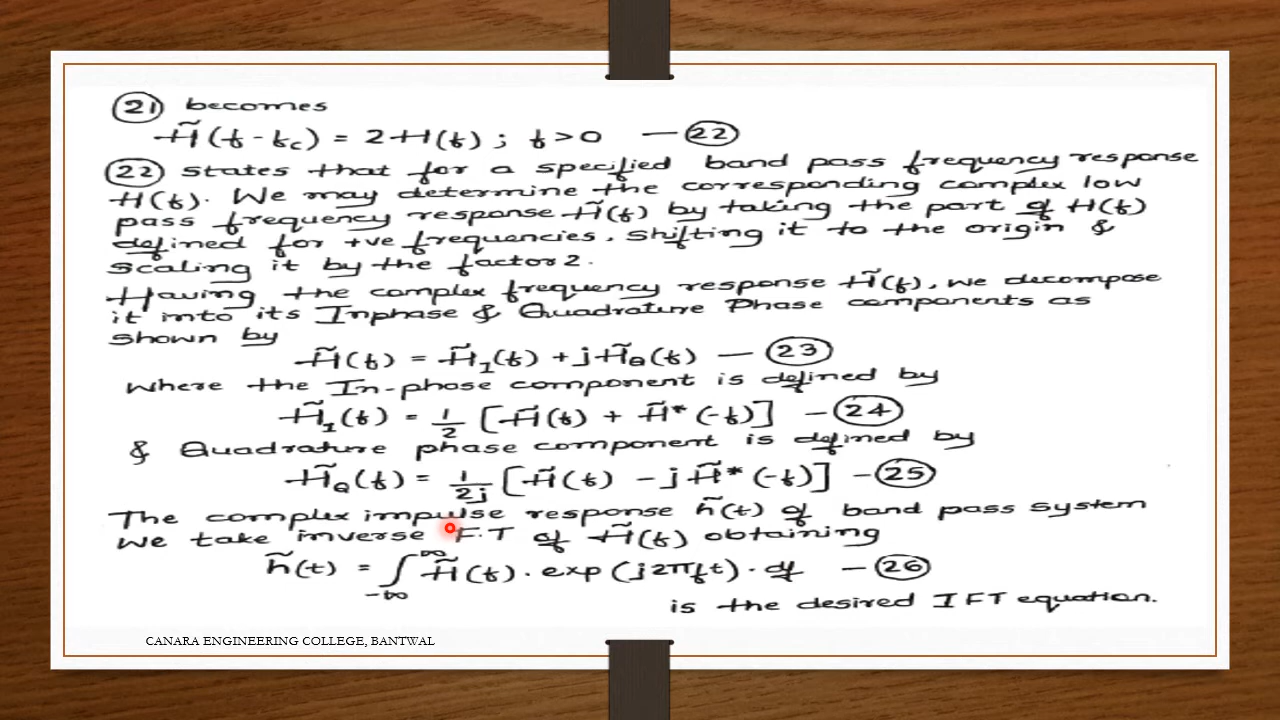 (21) becomes
H̃(f - fc) = 2H(f) ; f > 0 — (22)
(22) states that for a specified band pass frequency response
H(f). We may determine the corresponding complex low
pass frequency response H̃(f) by taking the part of H(f)
defined for +ve frequencies, shifting it to the origin &
scaling it by the factor 2.
Having the complex frequency response H̃(f), we decompose
it into its Inphase & Quadrature Phase components as
shown by
H̃(f) = H̃I(f) + jH̃Q(f) — (23)
where the In-phase component is defined by
H̃I(f) = 1/2 [H̃(f) + H̃*(-f)] — (24)
& Quadrature phase component is defined by
H̃Q(f) = 1/2j [H̃(f) - jH̃*(-f)] — (25)
The complex impulse response h̃(t) of band pass system
we take inverse F.T of H̃(f) obtaining
h̃(t) = ∫_{-∞}^{∞} H̃(f) . exp (j2πft) . df — (26)
is the desired IFT equation.
CANARA ENGINEERING COLLEGE, BANTWAL